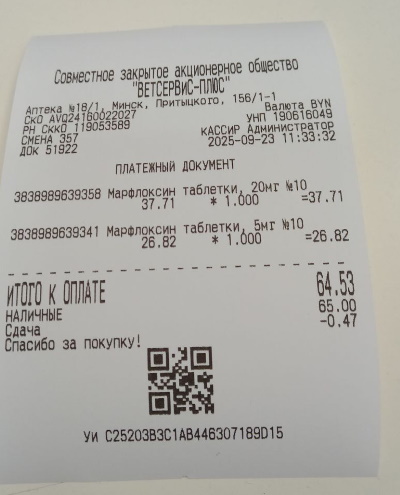 Совместное закрытое акционерное общество
"ВЕТСЕРВИС-ПЛЮС"
Аптека №18/1, Минск, Притыцкого, 156/1-1
СКО AVQ24160022027 Валюта BYN
РН СККО 119053589 УНП 190616049
СМЕНА 357 КАССИР Администратор
ДОК 51922 2025-09-23 11:33:32
ПЛАТЕЖНЫЙ ДОКУМЕНТ
3838989639358 Марфлоксин таблетки, 20мг №10
37.71 * 1.000 =37.71
3838989639341 Марфлоксин таблетки, 5мг №10
26.82 * 1.000 =26.82
ИТОГО К ОПЛАТЕ 64.53
НАЛИЧНЫЕ 65.00
Сдача -0.47
Спасибо за покупку!
УИ C25203B3C1AB446307189D15